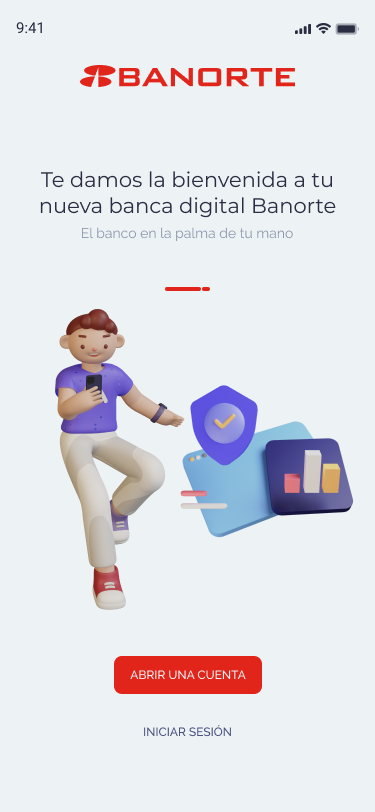 9:41
BANORTE
Te damos la bienvenida a tu
nueva banca digital Banorte
El banco en la palma de tu mano
ABRIR UNA CUENTA
INICIAR SESIÓN